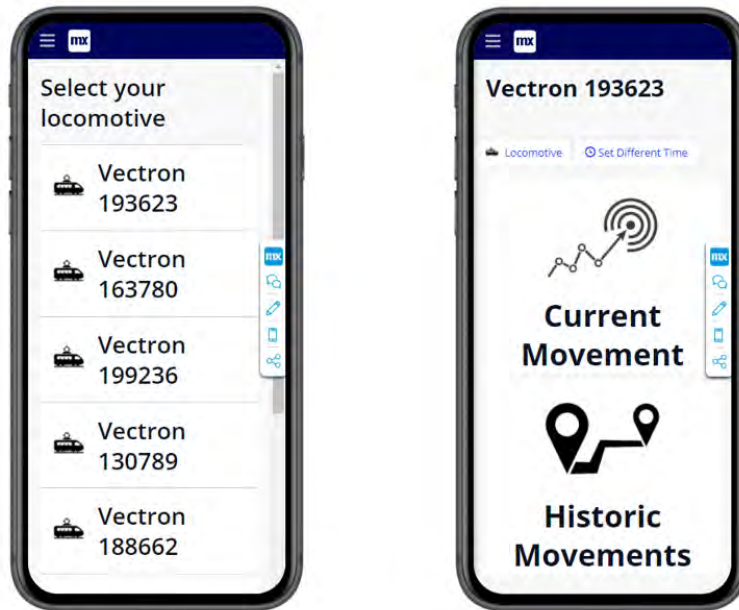 mx
Select your
locomotive
Vectron
193623
Vectron
163780
Vectron
199236
Vectron
130789
Vectron
188662
mx
mx
Vectron 193623
Locomotive
Set Different Time
Current
Movement
Historic
Movements
mx